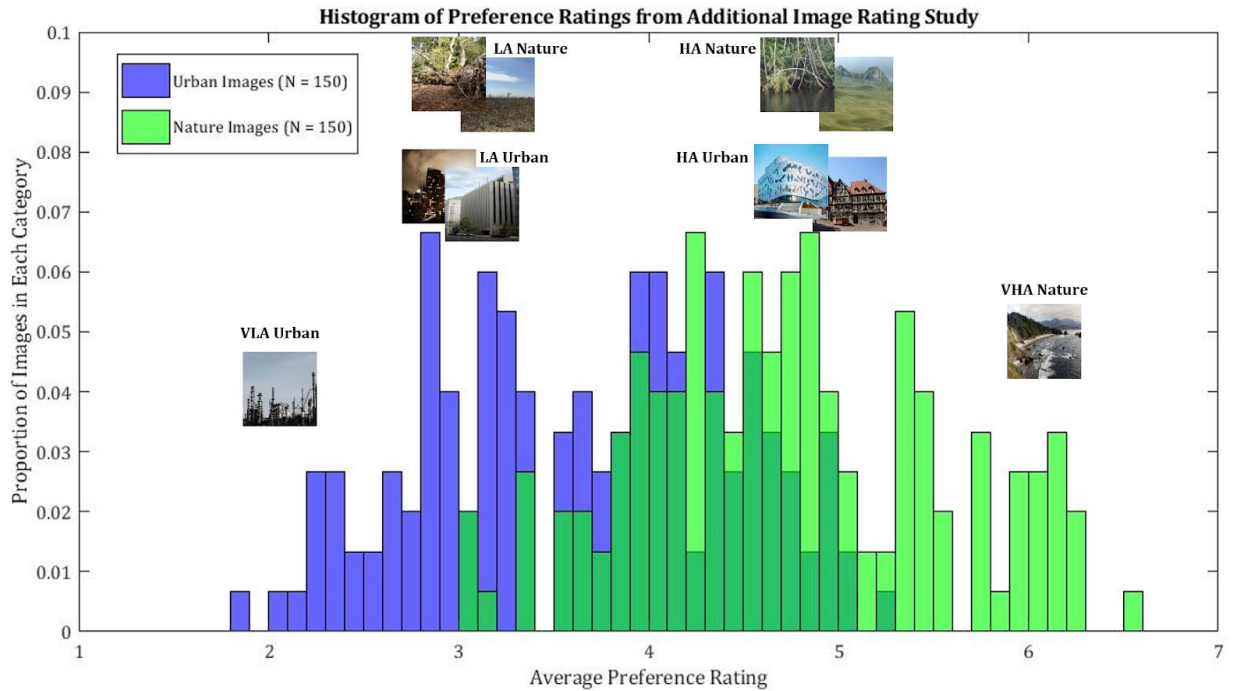 Histogram of Preference Ratings from Additional Image Rating Study
Urban Images (N = 150)
Nature Images (N = 150)
LA Nature
HA Nature
LA Urban
HA Urban
VLA Urban
VHA Nature
Proportion of Images in Each Category
0.1
0.09
0.08
0.07
0.06
0.05
0.04
0.03
0.02
0.01
0
1 2 3 4 5 6 7
Average Preference Rating